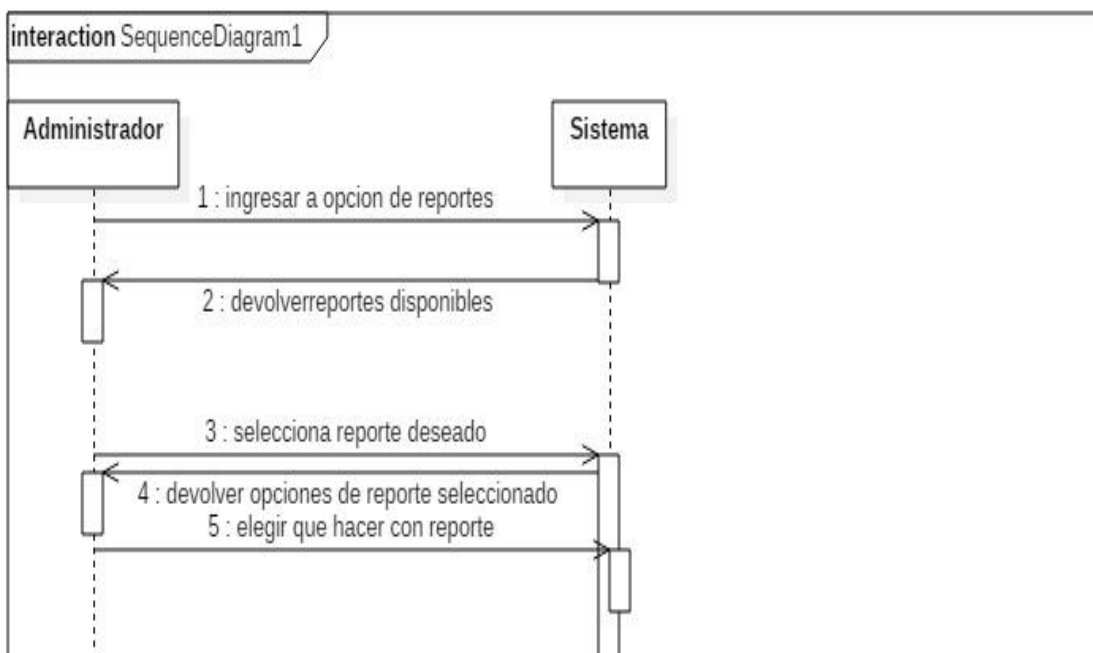 interaction SequenceDiagram1
Administrador
Sistema
1 : ingresar a opcion de reportes
2 : devolverreportes disponibles
3 : selecciona reporte deseado
4 : devolver opciones de reporte seleccionado
5 : elegir que hacer con reporte